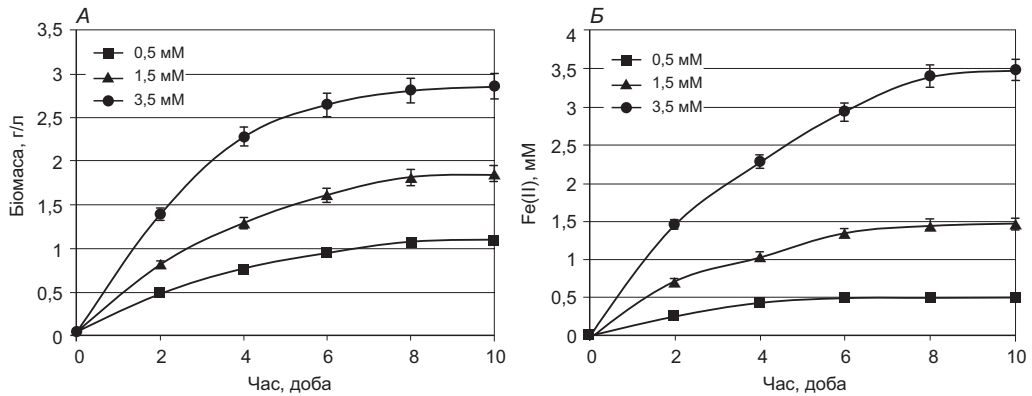 А
Біомаса, г/л
3,5
3
2,5
2
1,5
1
0,5
0
0,5 мМ
1,5 мМ
3,5 мМ
0 2 4 6 8 10
Час, доба
Б
Fe(II), мМ
4
3,5
3
2,5
2
1,5
1
0,5
0
0,5 мМ
1,5 мМ
3,5 мМ
0 2 4 6 8 10
Час, доба